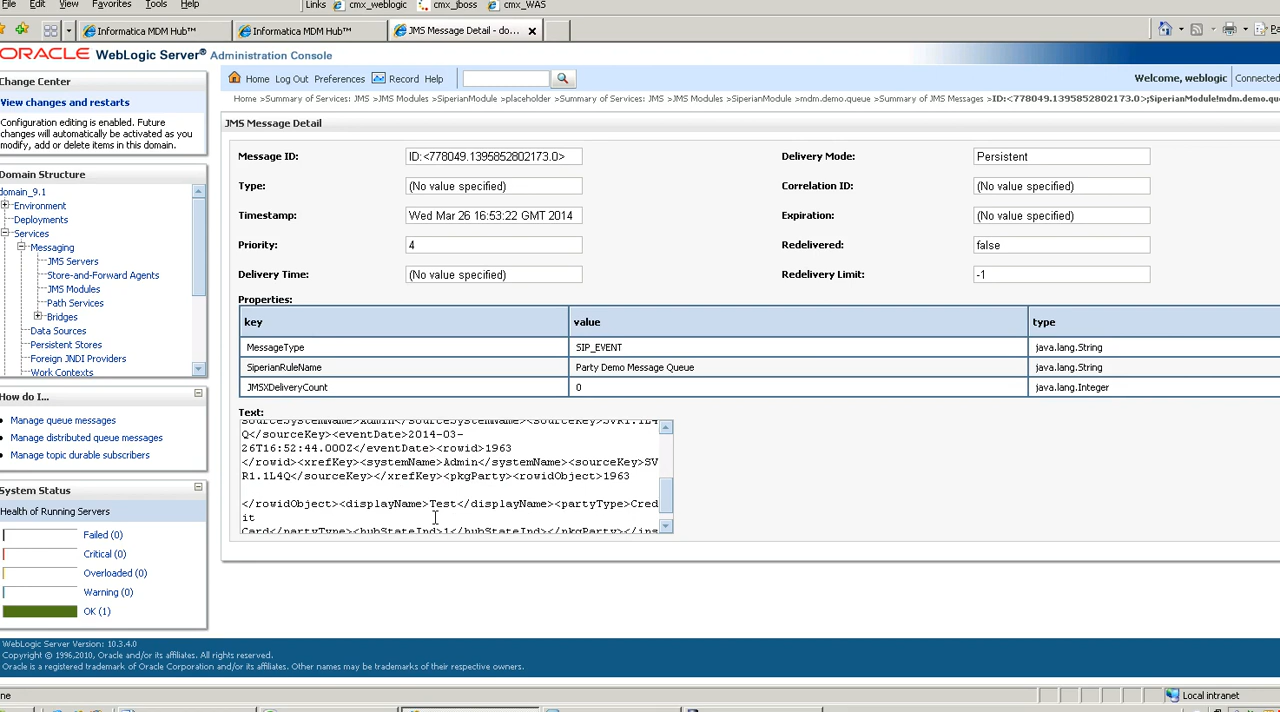 File Edit View Favorites Tools Help Links cmx_weblogic cmx_jboss cmx_WAS
Informatica MDM Hub™ Informatica MDM Hub™ JMS Message Detail - do...
ORACLE WebLogic Server® Administration Console
Change Center
View changes and restarts
Configuration editing is enabled. Future
changes will automatically be activated as you
modify, add or delete items in this domain.
Domain Structure
domain_9.1
Environment
Deployments
Services
Messaging
JMS Servers
Store-and-Forward Agents
JMS Modules
Path Services
Bridges
Data Sources
Persistent Stores
Foreign JNDI Providers
Work Contexts
How do I...
Manage queue messages
Manage distributed queue messages
Manage topic durable subscribers
System Status
Health of Running Servers
Failed (0)
Critical (0)
Overloaded (0)
Warning (0)
OK (1)
Home Log Out Preferences Record Help
Welcome, weblogic Connected
Home >Summary of Services: JMS >JMS Modules >SiperianModule >placeholder >Summary of Services: JMS >JMS Modules >SiperianModule >mdm.demo.queue >Summary of JMS Messages >ID:<778049.1395852802173.0>;SiperianModule!mdm.demo.que
JMS Message Detail
Message ID: ID:<778049.1395852802173.0> Delivery Mode: Persistent
Type: (No value specified) Correlation ID: (No value specified)
Timestamp: Wed Mar 26 16:53:22 GMT 2014 Expiration: (No value specified)
Priority: 4 Redelivered: false
Delivery Time: (No value specified) Redelivery Limit: -1
Properties:
key value type
MessageType SIP_EVENT java.lang.String
SiperianRuleName Party Demo Message Queue java.lang.String
JMSXDeliveryCount 0 java.lang.Integer
Text:
SourceSystemName>Admin</SourceSystemName><sourceKey>SVR1.1L4
Q</sourceKey><eventDate>2014-03-
26T16:52:44.000Z</eventDate><rowid>1963
</rowid><xrefKey><systemName>Admin</systemName><sourceKey>SV
R1.1L4Q</sourceKey></xrefKey><pkgParty><rowidObject>1963
</rowidObject><displayName>Test</displayName><partyType>Cred
it
Card</partyType><hubStateInd>1</hubStateInd></pkgParty></ins
WebLogic Server Version: 10.3.4.0
Copyright © 1996,2010, Oracle and/or its affiliates. All rights reserved.
Oracle is a registered trademark of Oracle Corporation and/or its affiliates. Other names may be trademarks of their respective owners.
ne Local intranet